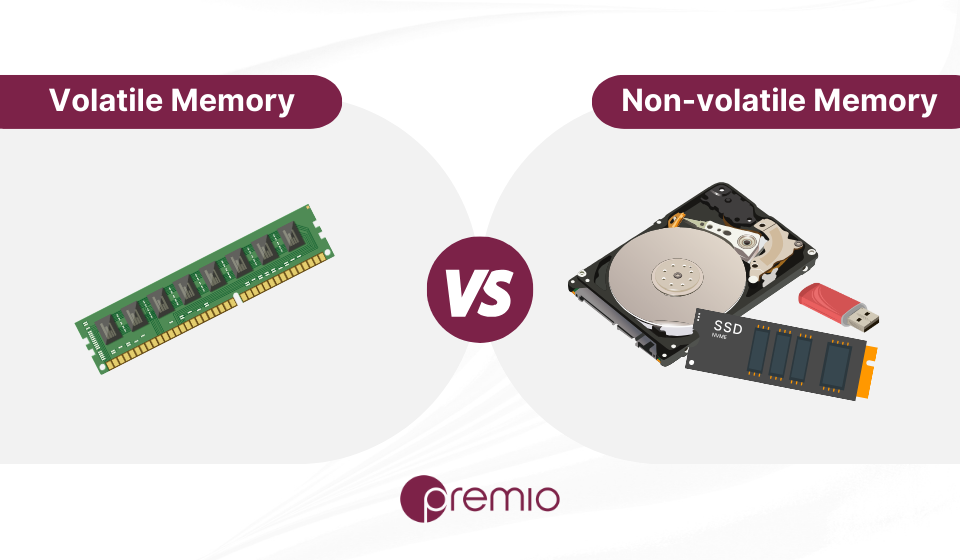 Volatile Memory
Non-volatile Memory
VS
SSD
NVME
premio